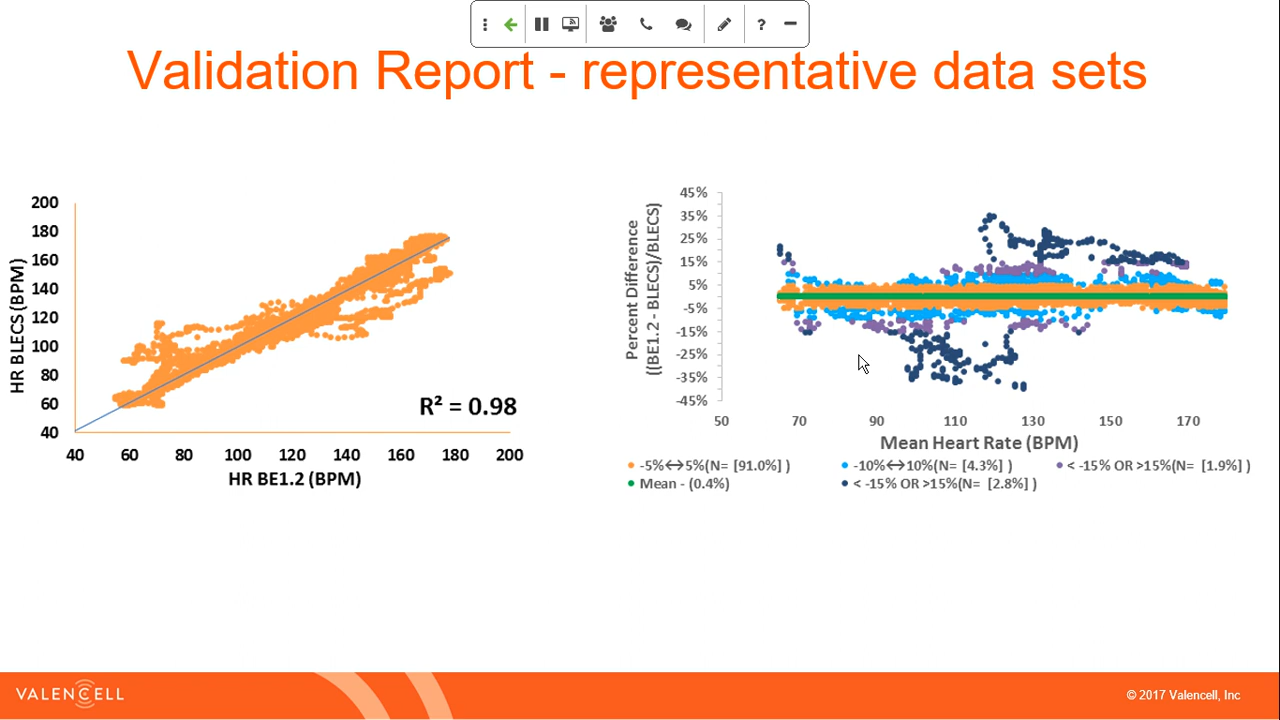 ?
Validation Report - representative data sets
HR BLECS (BPM)
200
180
160
140
120
100
80
60
40
R² = 0.98
40 60 80 100 120 140 160 180 200
HR BE1.2 (BPM)
Percent Difference
((BE1.2 - BLECS)/BLECS)
45%
35%
25%
15%
5%
-5%
-15%
-25%
-35%
-45%
50 70 90 110 130 150 170
Mean Heart Rate (BPM)
-5%<->5%(N= [91.0%] ) -10%<->10%(N= [4.3%] ) < -15% OR >15%(N= [1.9%] )
Mean - (0.4%) < -15% OR >15%(N= [2.8%] )
VALENCELL
© 2017 Valencell, Inc